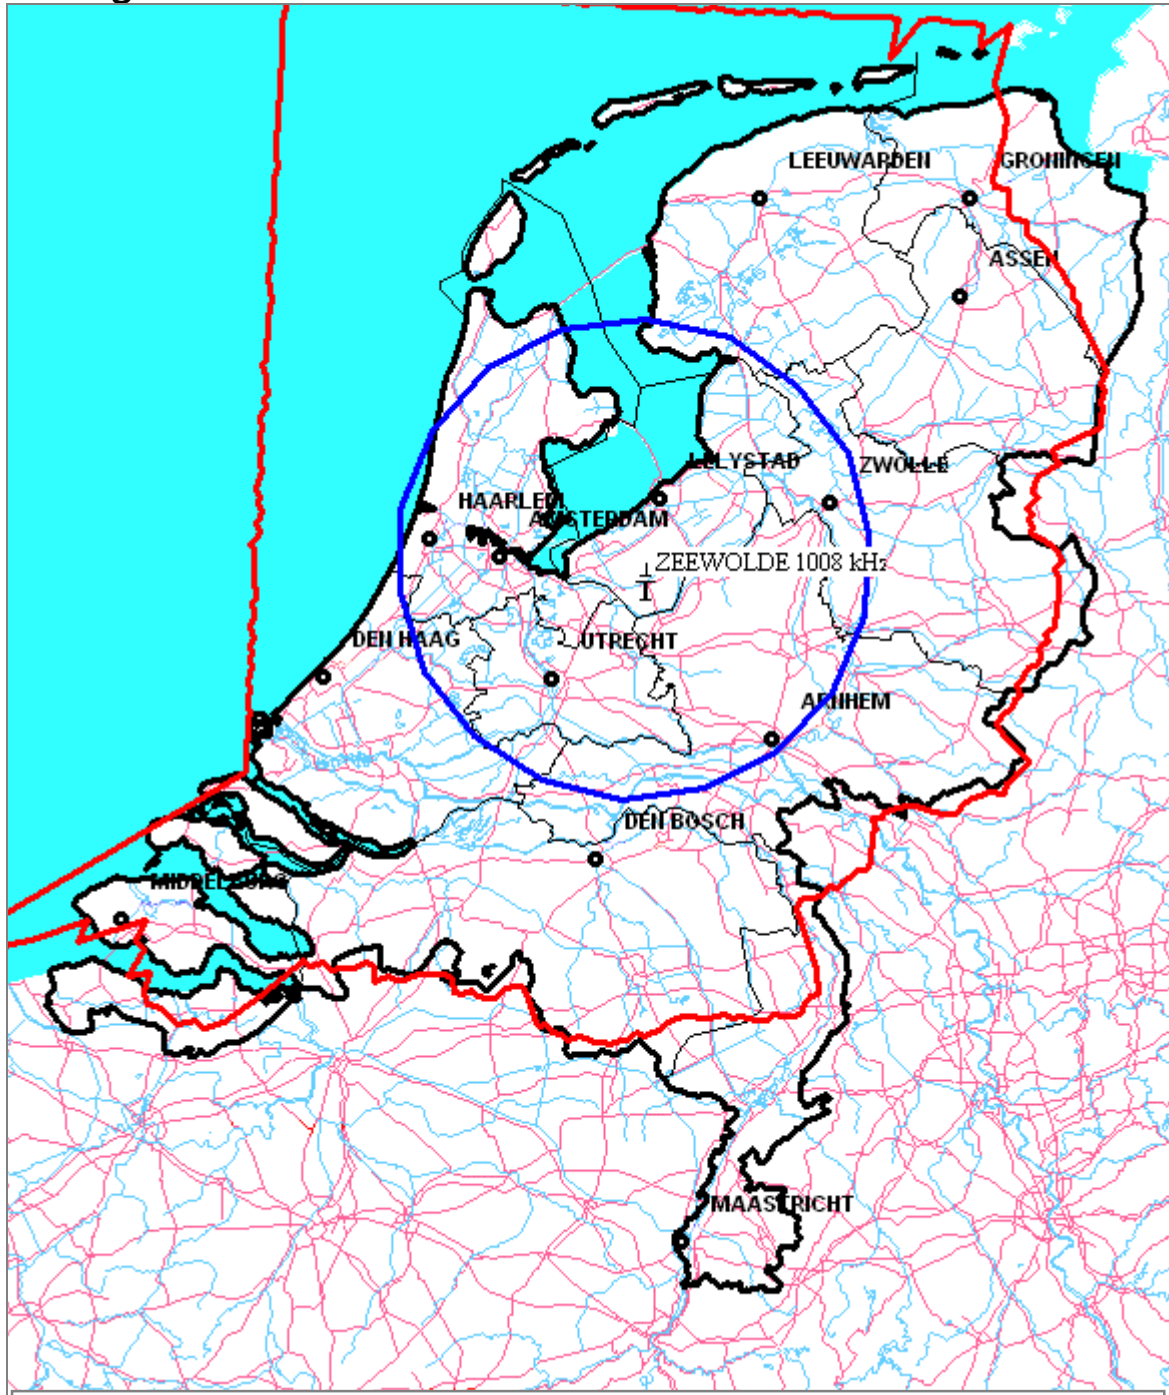 LEEUWARDEN
GRONINGEN
ASSEN
LELYSTAD
ZWOLLE
HAARLEM
AMSTERDAM
ZEEWOLDE 1008 kHz
DEN HAAG
UTRECHT
ARNHEM
DEN BOSCH
MIDDELBURG
MAASTRICHT